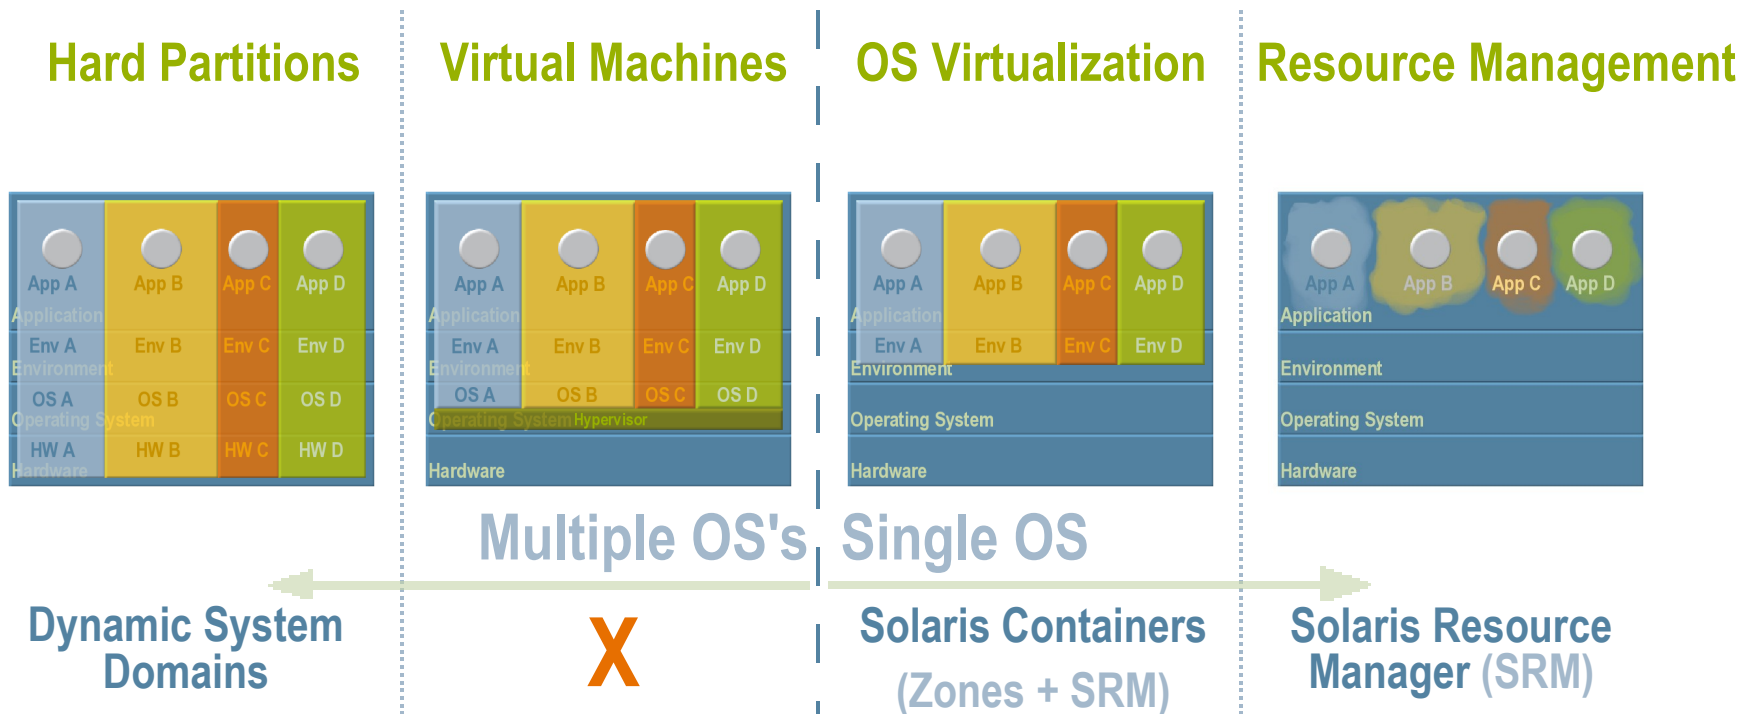 Hard Partitions
Virtual Machines
OS Virtualization
Resource Management
App A App B App C App D
Application
Env A Env B Env C Env D
Environment
OS A OS B OS C OS D
Operating System
HW A HW B HW C HW D
Hardware
App A App B App C App D
Application
Env A Env B Env C Env D
Environment
OS A OS B OS C OS D
Operating System Hypervisor
Hardware
App A App B App C App D
Application
Env A Env B Env C Env D
Environment
Operating System
Hardware
App A App B App C App D
Application
Environment
Operating System
Hardware
Multiple OS's
Single OS
Dynamic System
Domains
X
Solaris Containers
(Zones + SRM)
Solaris Resource
Manager (SRM)